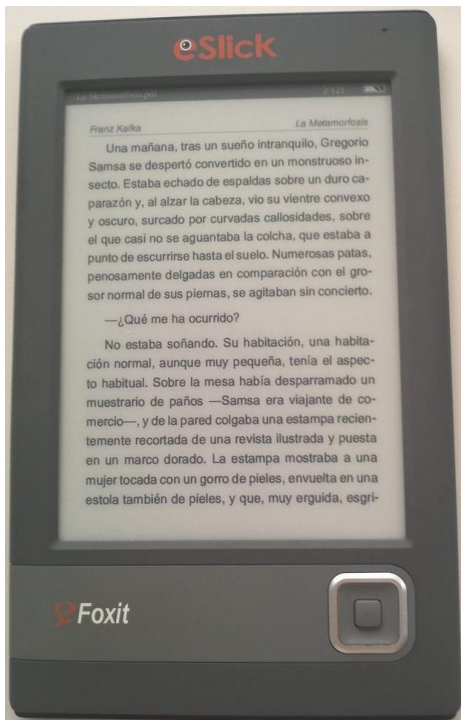 eSlick
La Metamorfosis.pdf 2/121
Franz Kafka La Metamorfosis
Una mañana, tras un sueño intranquilo, Gregorio
Samsa se despertó convertido en un monstruoso in-
secto. Estaba echado de espaldas sobre un duro ca-
parazón y, al alzar la cabeza, vio su vientre convexo
y oscuro, surcado por curvadas callosidades, sobre
el que casi no se aguantaba la colcha, que estaba a
punto de escurrirse hasta el suelo. Numerosas patas,
penosamente delgadas en comparación con el gro-
sor normal de sus piernas, se agitaban sin concierto.
—¿Qué me ha ocurrido?
No estaba soñando. Su habitación, una habita-
ción normal, aunque muy pequeña, tenía el aspec-
to habitual. Sobre la mesa había desparramado un
muestrario de paños —Samsa era viajante de co-
mercio—, y de la pared colgaba una estampa recien-
temente recortada de una revista ilustrada y puesta
en un marco dorado. La estampa mostraba a una
mujer tocada con un gorro de pieles, envuelta en una
estola también de pieles, y que, muy erguida, esgri-
Foxit